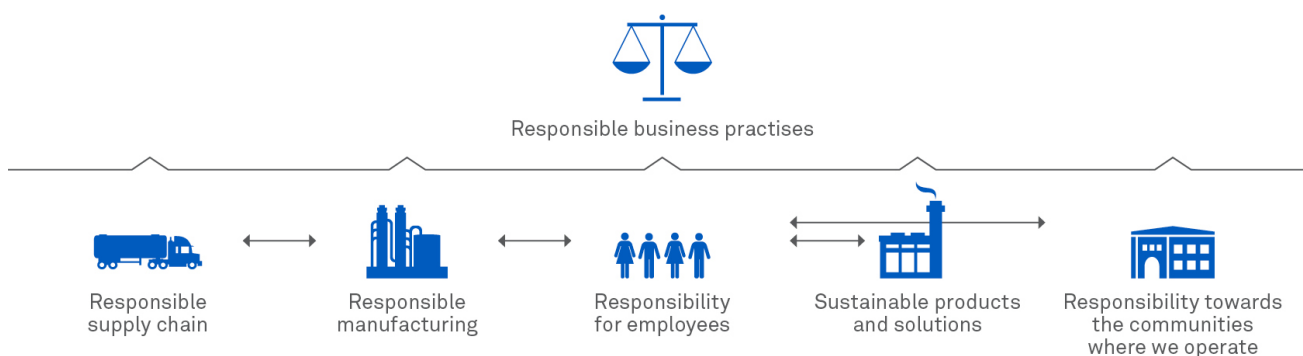 Responsible business practises
Responsible
supply chain
Responsible
manufacturing
Responsibility
for employees
Sustainable products
and solutions
Responsibility towards
the communities
where we operate